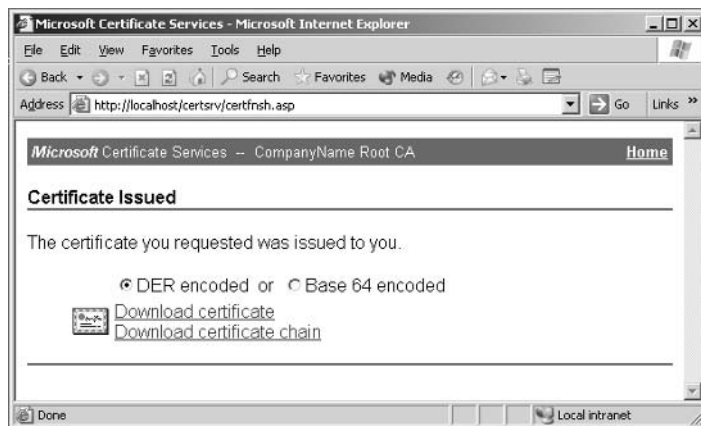 Microsoft Certificate Services - Microsoft Internet Explorer
File Edit View Favorites Tools Help
Back Search Favorites Media
Address http://localhost/certsrv/certfnsh.asp Go Links »
Microsoft Certificate Services -- CompanyName Root CA Home
Certificate Issued
The certificate you requested was issued to you.
DER encoded or Base 64 encoded
Download certificate
Download certificate chain
Done Local intranet